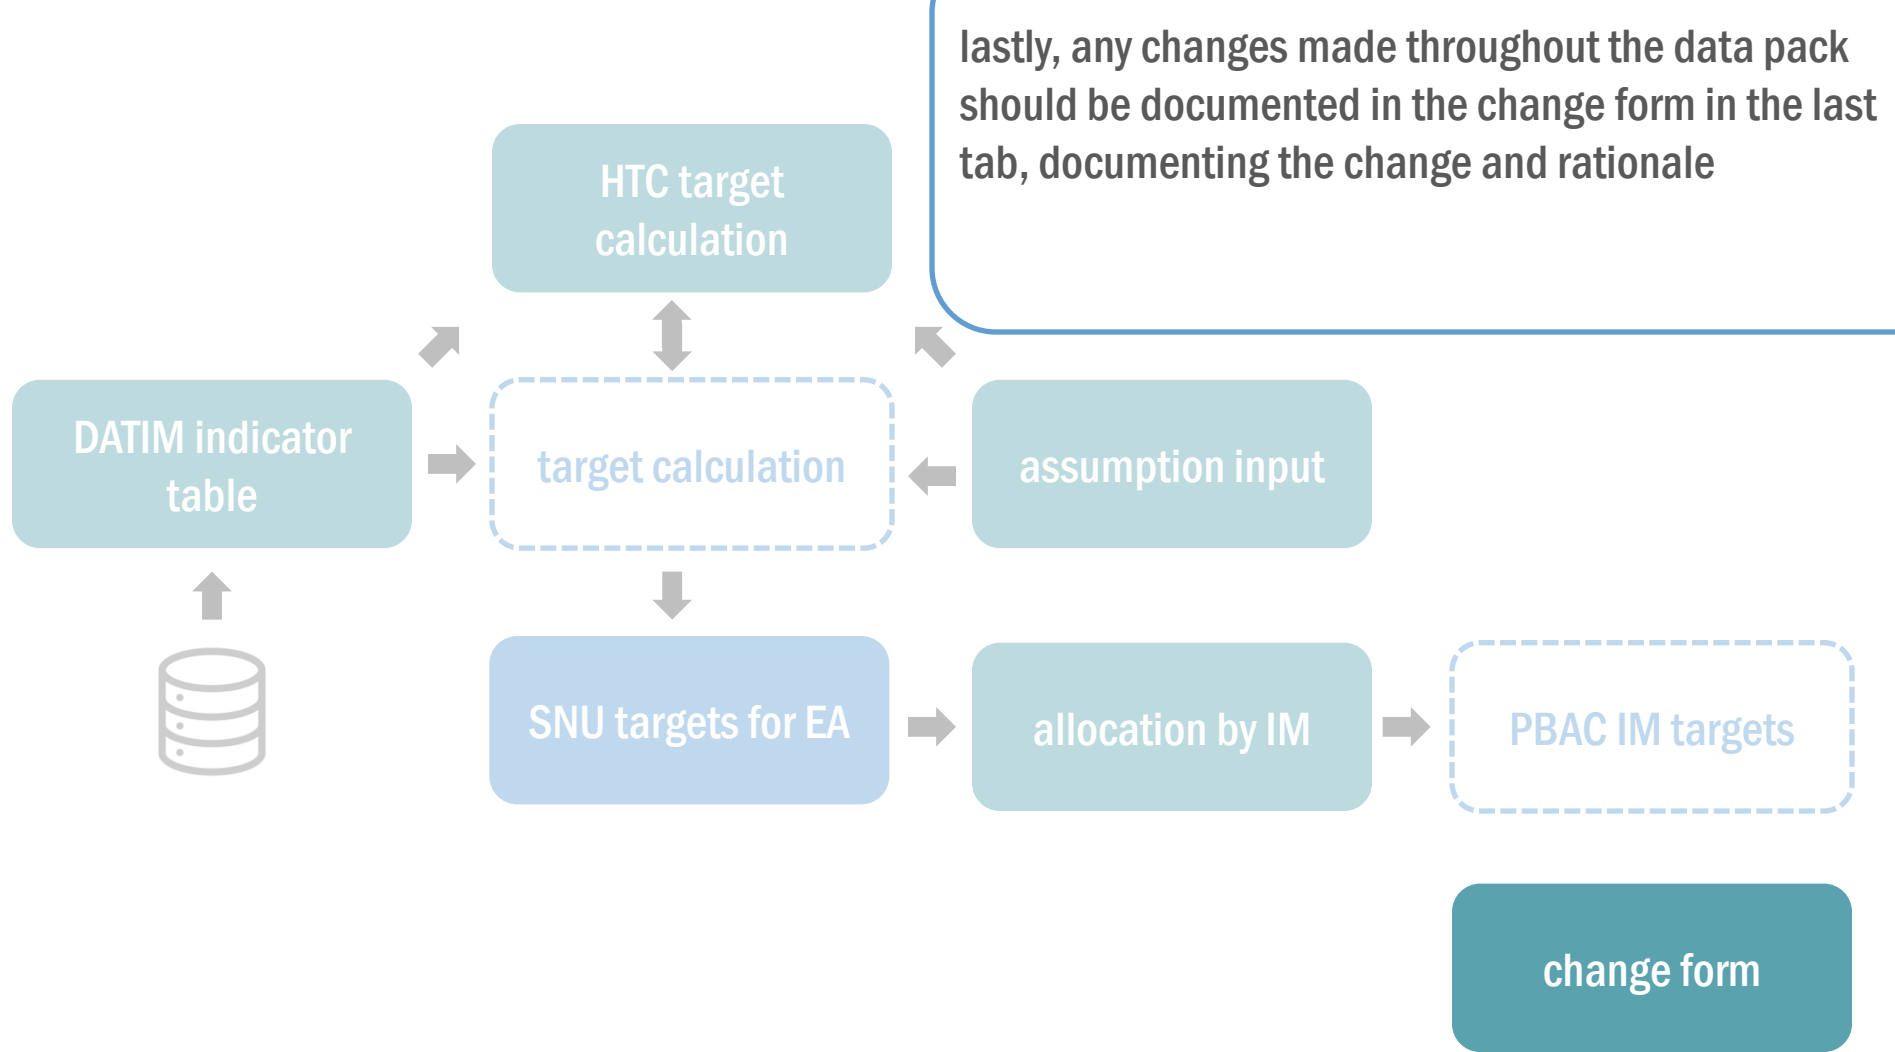 lastly, any changes made throughout the data pack
should be documented in the change form in the last
tab, documenting the change and rationale
HTC target
calculation
DATIM indicator
table
target calculation
assumption input
SNU targets for EA
allocation by IM
PBAC IM targets
change form